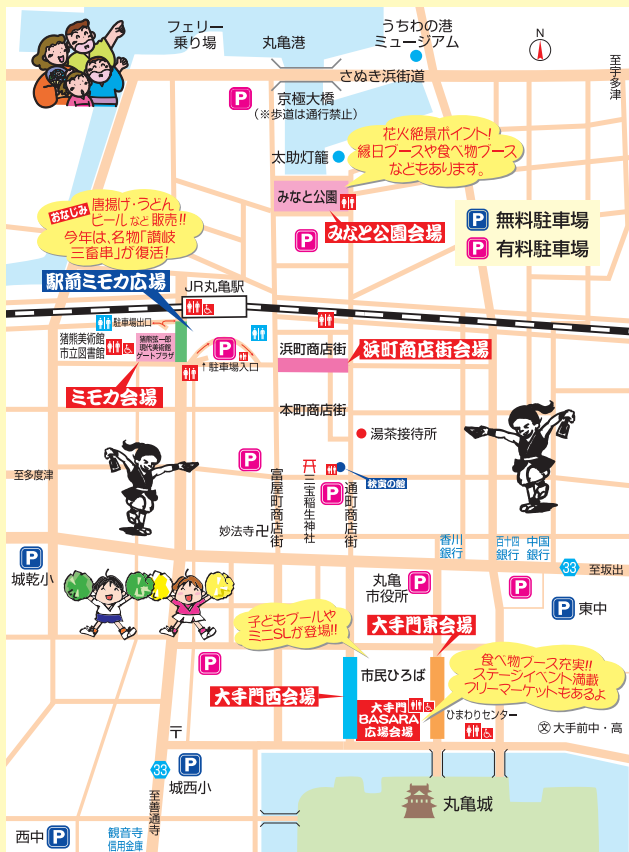 フェリー
乗り場
丸亀港
うちわの港
ミュージアム
さぬき浜街道
至宇多津
P
京極大橋
(※歩道は通行禁止)
太助灯籠
花火絶景ポイント!
縁日ブースや食べ物ブース
などもあります。
みなと公園
みなと公園会場
P
P 無料駐車場
P 有料駐車場
おなじみ 唐揚げ・うどん
ビールなど販売!!
今年は、名物「讃岐
三畜串」が復活!
駅前ミモカ広場
JR丸亀駅
駐車場出口
猪熊美術館
市立図書館
猪熊弦一郎
現代美術館
ゲートプラザ
P
↑駐車場入口
ミモカ会場
浜町商店街
浜町商店街会場
本町商店街
湯茶接待所
至多度津
P
富屋町商店街
三宝稲生神社
P
通町商店街
秋寅の館
妙法寺卍
香川
銀行
百十四
銀行
中国
銀行
33
至坂出
P
城乾小
丸亀
市役所
P
P
P 東中
子どもプールや
ミニSLが登場!!
大手門東会場
P
市民ひろば
食べ物ブース充実!!
ステージイベント満載
フリーマーケットもあるよ
大手門西会場
大手門
BASARA
広場会場
ひまわりセンター
文 大手前中・高
〒
33
P
城西小
至善通寺
丸亀城
西中 P
観音寺
信用金庫